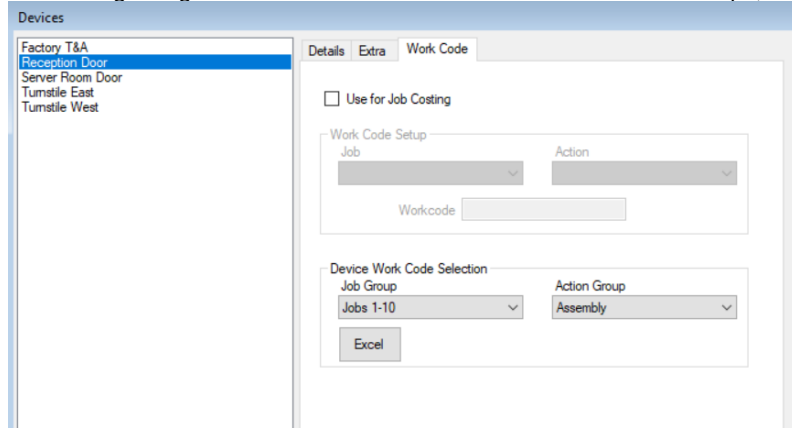 Devices
Factory T&A
Reception Door
Server Room Door
Turnstile East
Turnstile West
Details Extra Work Code
Use for Job Costing
Work Code Setup
Job Action
Workcode
Device Work Code Selection
Job Group Action Group
Jobs 1-10 Assembly
Excel